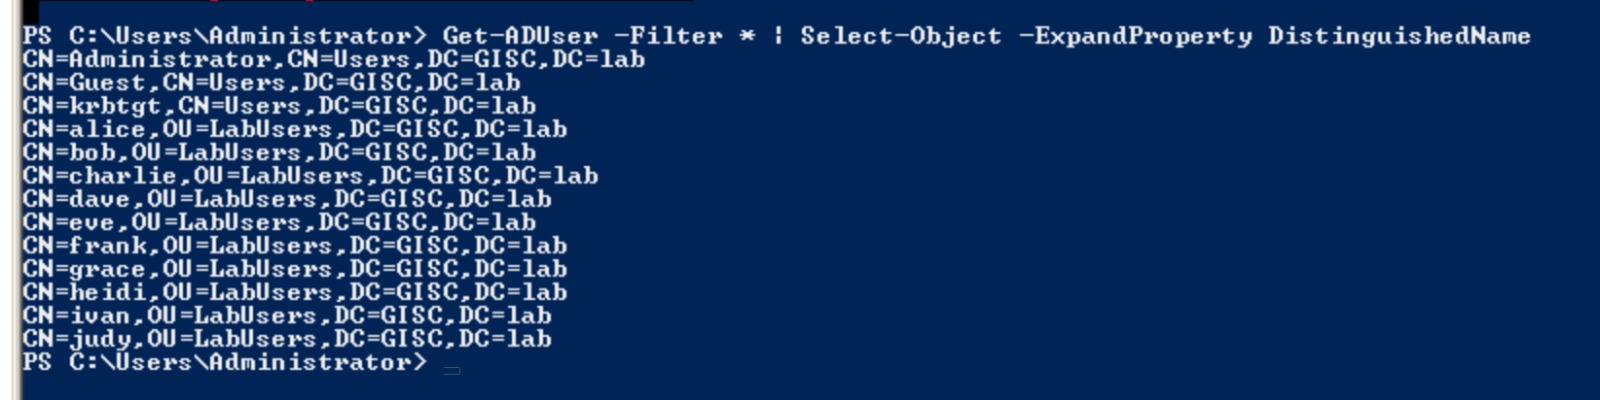 PS C:\Users\Administrator> Get-ADUser -Filter * | Select-Object -ExpandProperty DistinguishedName
CN=Administrator,CN=Users,DC=GISC,DC=lab
CN=Guest,CN=Users,DC=GISC,DC=lab
CN=krbtgt,CN=Users,DC=GISC,DC=lab
CN=alice,OU=LabUsers,DC=GISC,DC=lab
CN=bob,OU=LabUsers,DC=GISC,DC=lab
CN=charlie,OU=LabUsers,DC=GISC,DC=lab
CN=dave,OU=LabUsers,DC=GISC,DC=lab
CN=eve,OU=LabUsers,DC=GISC,DC=lab
CN=frank,OU=LabUsers,DC=GISC,DC=lab
CN=grace,OU=LabUsers,DC=GISC,DC=lab
CN=heidi,OU=LabUsers,DC=GISC,DC=lab
CN=ivan,OU=LabUsers,DC=GISC,DC=lab
CN=judy,OU=LabUsers,DC=GISC,DC=lab
PS C:\Users\Administrator> _